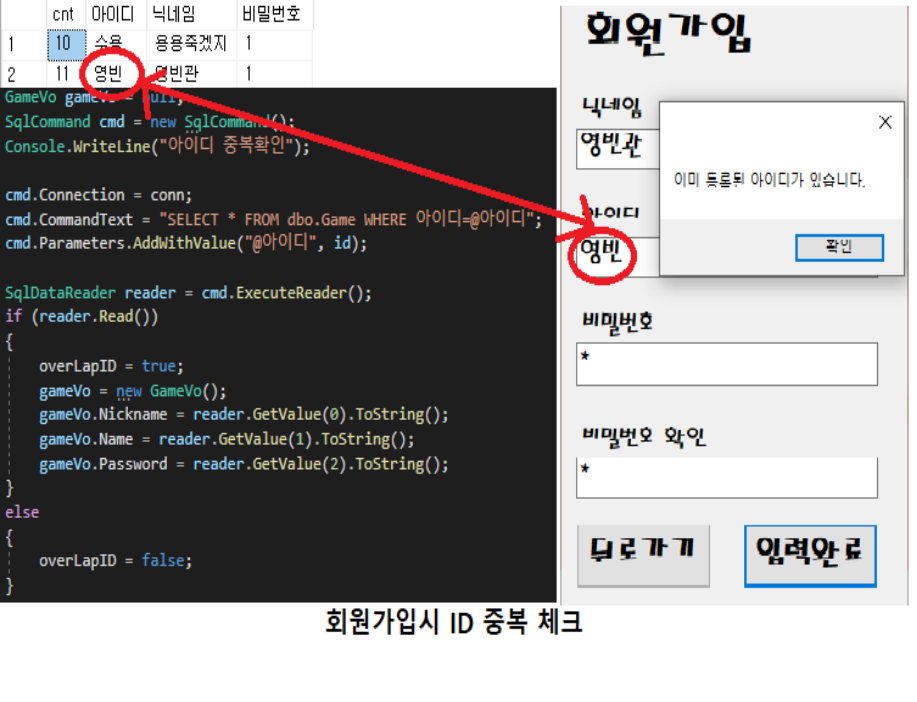 cnt 아이디 닉네임 비밀번호
1 10 슈용 용용죽겠지 1
2 11 영빈 영빈관 1
GameVo gameVo = null;
SqlCommand cmd = new SqlCommand();
Console.WriteLine("아이디 중복확인");
cmd.Connection = conn;
cmd.CommandText = "SELECT * FROM dbo.Game WHERE 아이디=@아이디";
cmd.Parameters.AddWithValue("@아이디", id);
SqlDataReader reader = cmd.ExecuteReader();
if (reader.Read())
{
overLapID = true;
gameVo = new GameVo();
gameVo.Nickname = reader.GetValue(0).ToString();
gameVo.Name = reader.GetValue(1).ToString();
gameVo.Password = reader.GetValue(2).ToString();
}
else
{
overLapID = false;
}
회원가입
닉네임
영빈관
이미 등록된 아이디가 있습니다.
확인
아이디
영빈
비밀번호
*
비밀번호 확인
*
뒤로가기 입력완료
회원가입시 ID 중복 체크